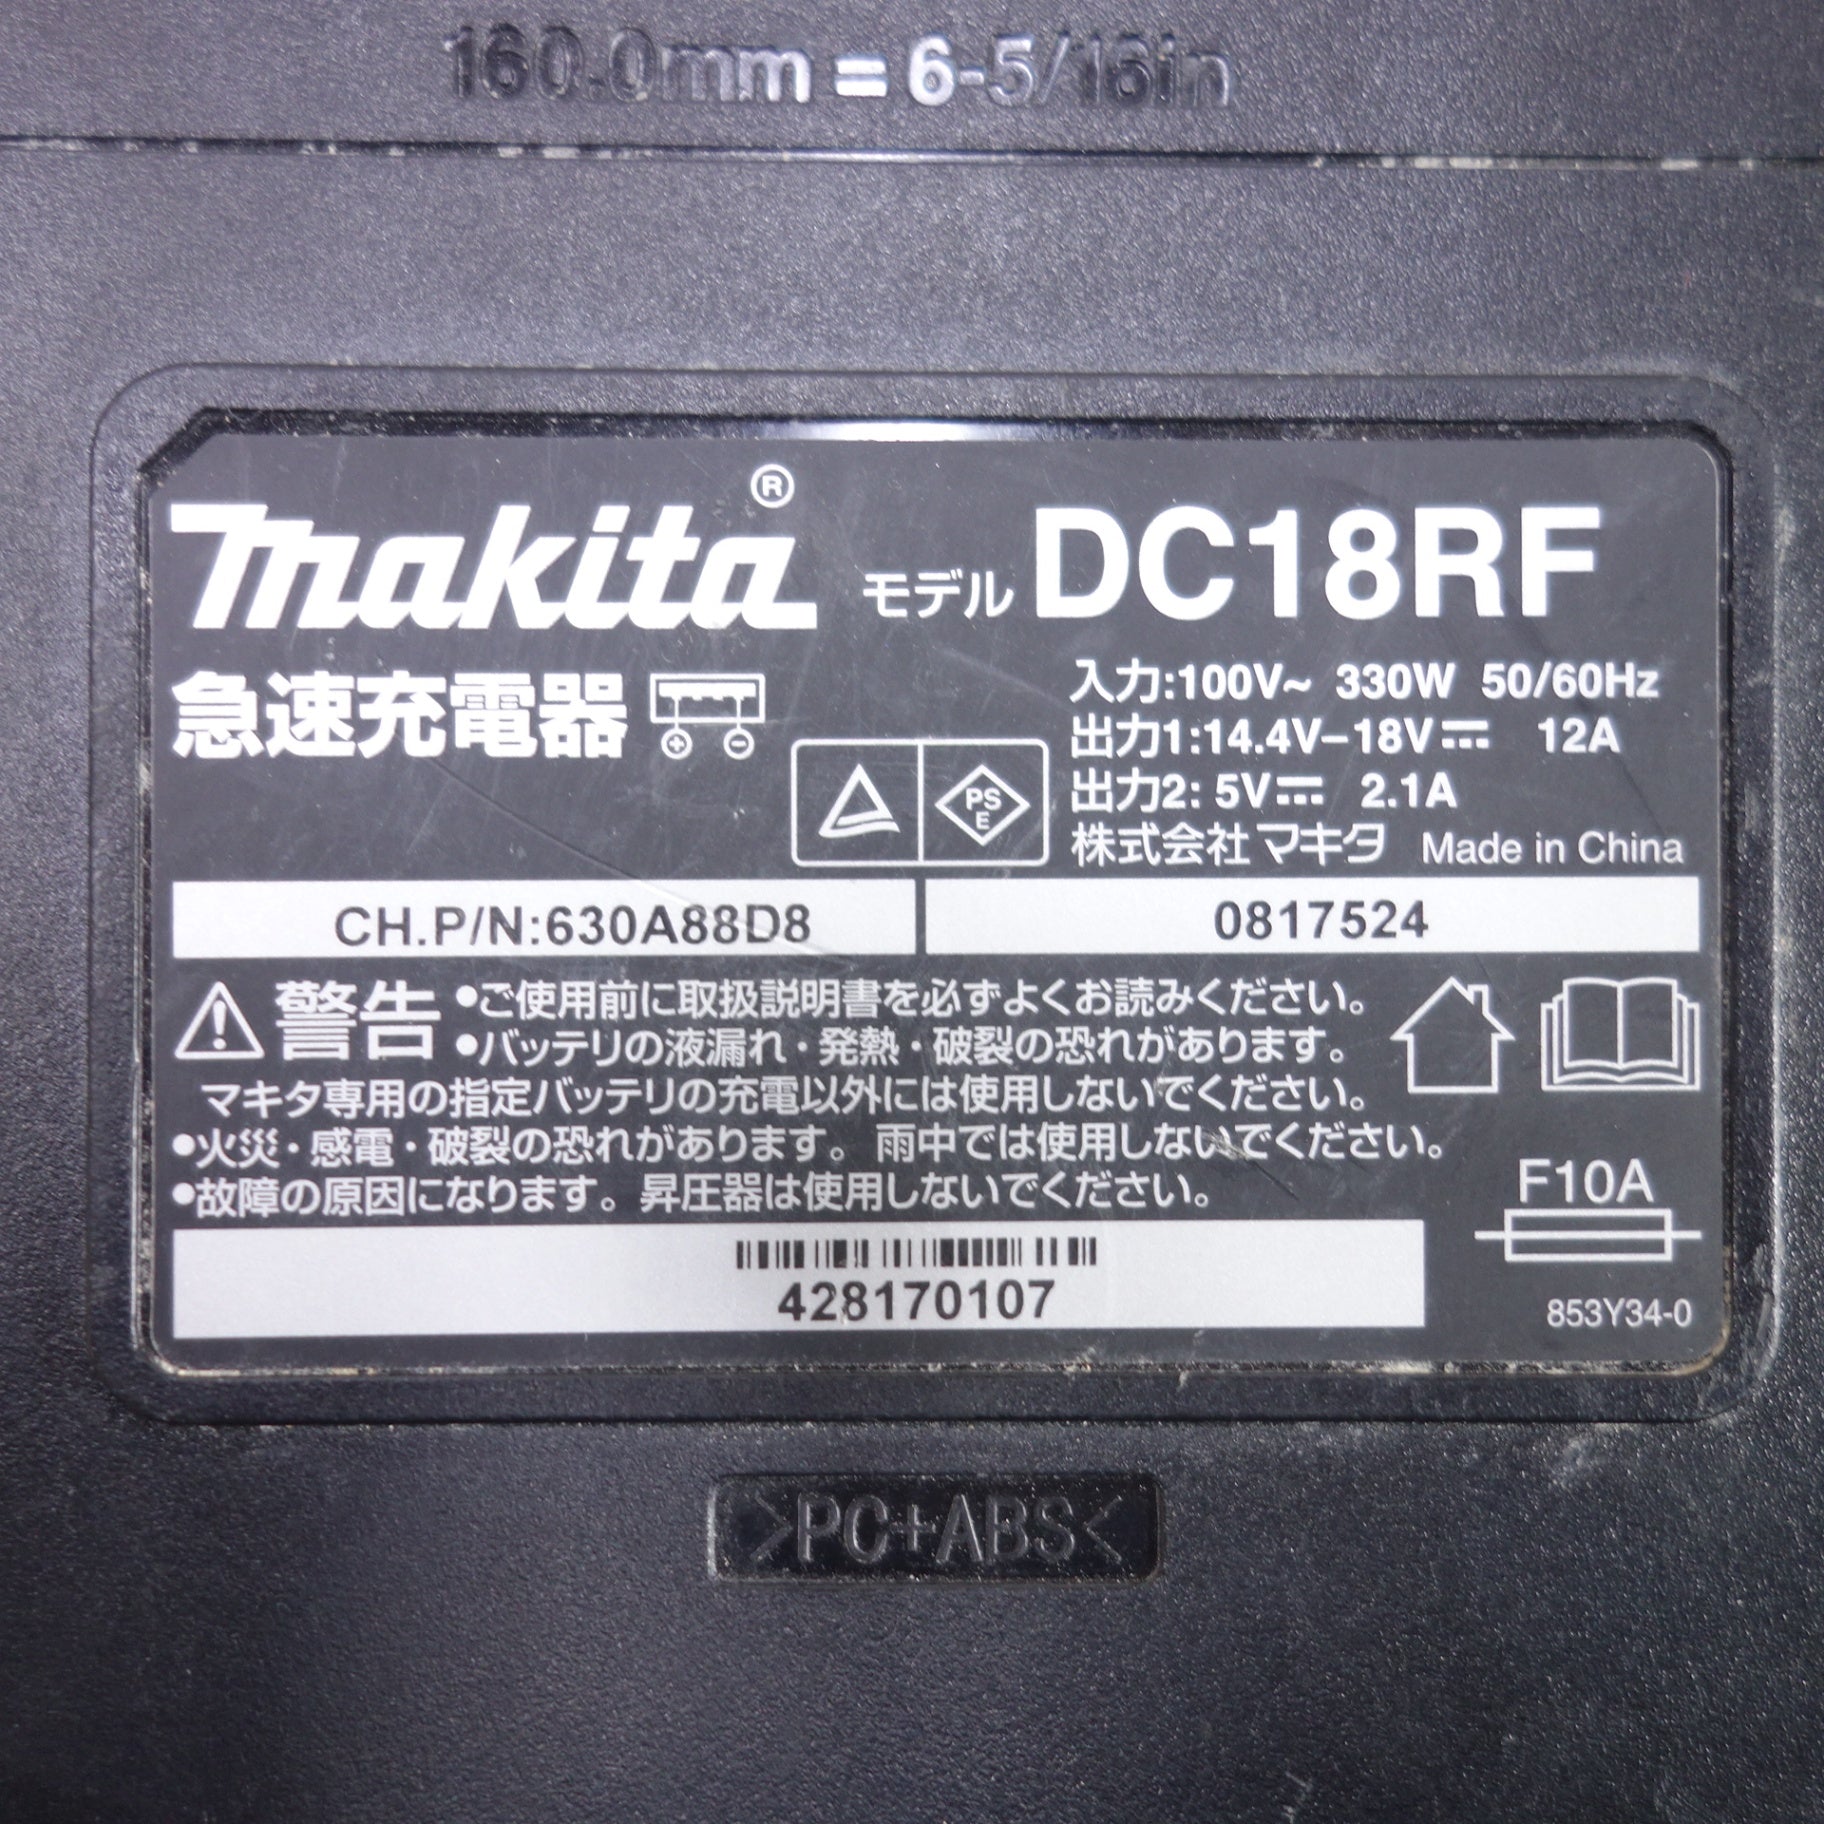 160.0mm = 6-5/16in
makita® モデル DC18RF
急速充電器
入力:100V~ 330W 50/60Hz
出力1:14.4V–18V⎓ 12A
出力2: 5V⎓ 2.1A
PS
E
株式会社マキタ Made in China
CH.P/N:630A88D8 0817524
警告 •ご使用前に取扱説明書を必ずよくお読みください。
•バッテリの液漏れ・発熱・破裂の恐れがあります。
マキタ専用の指定バッテリの充電以外には使用しないでください。
•火災・感電・破裂の恐れがあります。雨中では使用しないでください。
•故障の原因になります。昇圧器は使用しないでください。
F10A
428170107
853Y34-0
>PC+ABS<